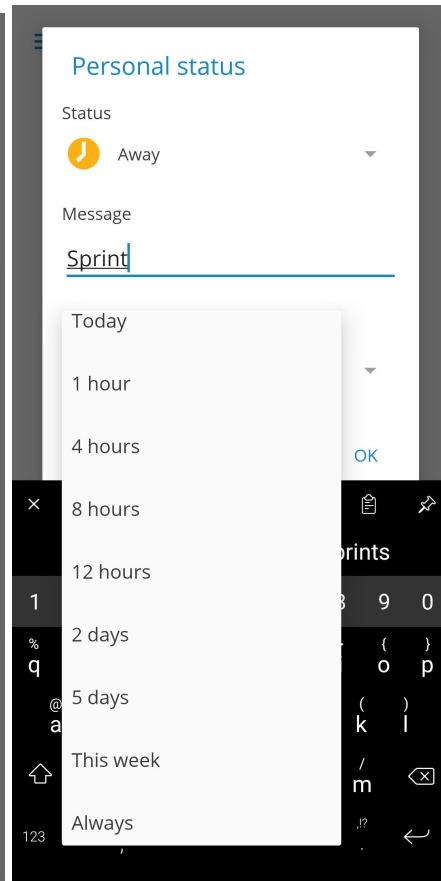 Personal status
Status
Away
Message
Sprint
Today
1 hour
4 hours
OK
8 hours
12 hours
2 days
5 days
This week
Always
1 9 0
% { }
q o p
@ ( )
a k l
/
m
123 , ,!? .